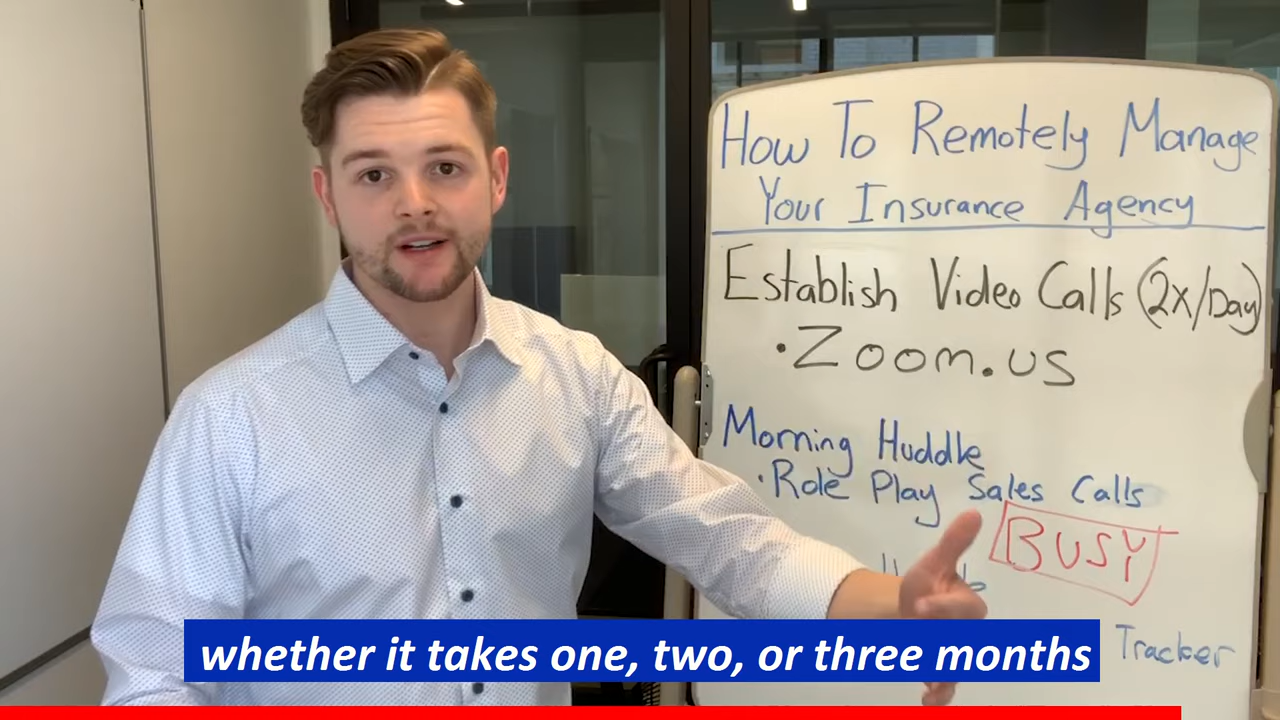 How To Remotely Manage
Your Insurance Agency
Establish Video Calls (2x/Day)
• Zoom.us
Morning Huddle
• Role Play Sales Calls
BUSY
Tracker
whether it takes one, two, or three months